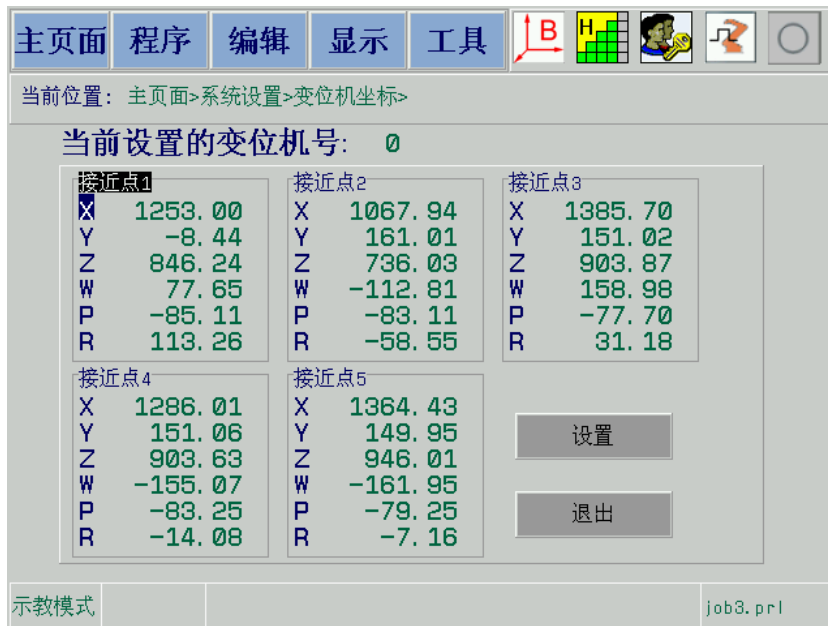 主页面 程序 编辑 显示 工具 B H
当前位置: 主页面>系统设置>变位机坐标>
当前设置的变位机号: 0
接近点1 接近点2 接近点3
X 1253.00 X 1067.94 X 1385.70
Y -8.44 Y 161.01 Y 151.02
Z 846.24 Z 736.03 Z 903.87
W 77.65 W -112.81 W 158.98
P -85.11 P -83.11 P -77.70
R 113.26 R -58.55 R 31.18
接近点4 接近点5
X 1286.01 X 1364.43
Y 151.06 Y 149.95 设置
Z 903.63 Z 946.01
W -155.07 W -161.95
P -83.25 P -79.25 退出
R -14.08 R -7.16
示教模式 job3.prl